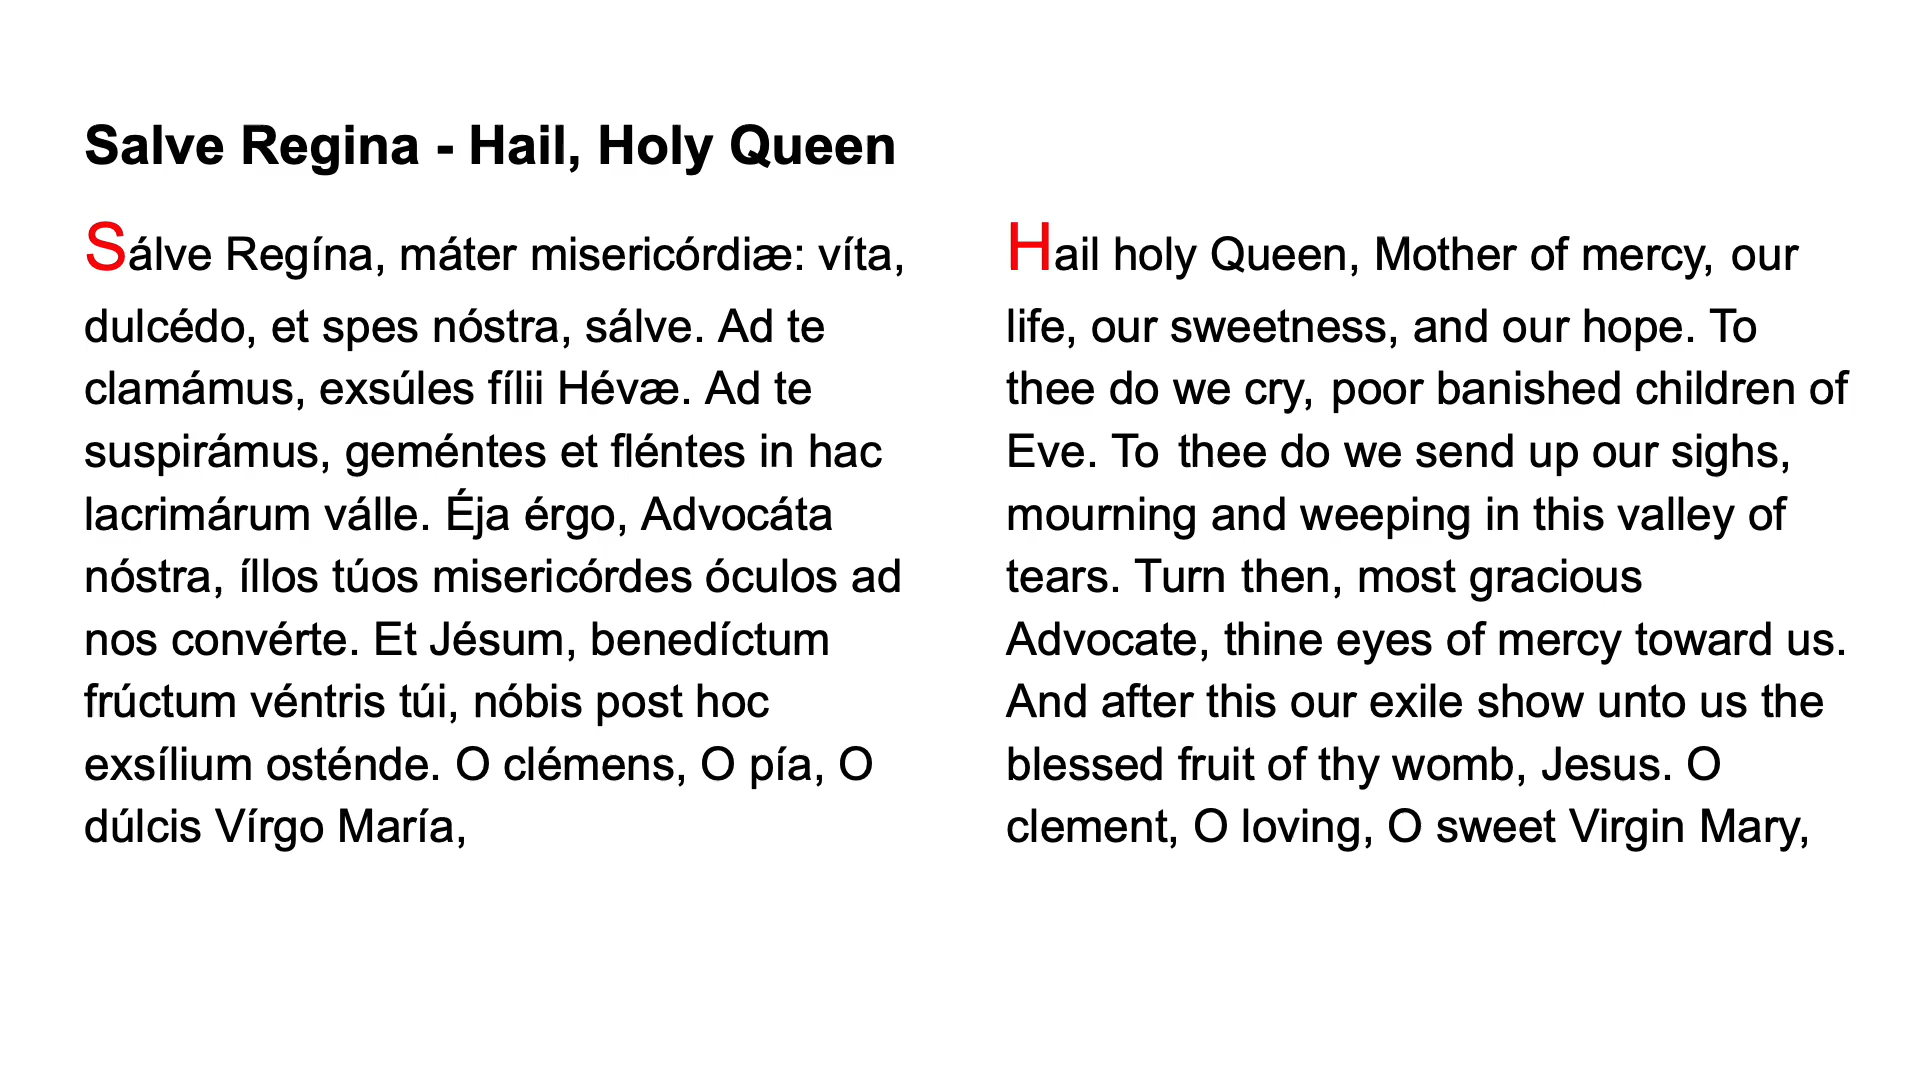 Salve Regina - Hail, Holy Queen
Sálve Regína, máter misericórdiæ: víta,
dulcédo, et spes nóstra, sálve. Ad te
clamámus, exsúles fílii Hévæ. Ad te
suspirámus, geméntes et fléntes in hac
lacrimárum válle. Éja érgo, Advocáta
nóstra, íllos túos misericórdes óculos ad
nos convérte. Et Jésum, benedíctum
frúctum véntris túi, nóbis post hoc
exsílium osténde. O clémens, O pía, O
dúlcis Vírgo María,
Hail holy Queen, Mother of mercy, our
life, our sweetness, and our hope. To
thee do we cry, poor banished children of
Eve. To thee do we send up our sighs,
mourning and weeping in this valley of
tears. Turn then, most gracious
Advocate, thine eyes of mercy toward us.
And after this our exile show unto us the
blessed fruit of thy womb, Jesus. O
clement, O loving, O sweet Virgin Mary,